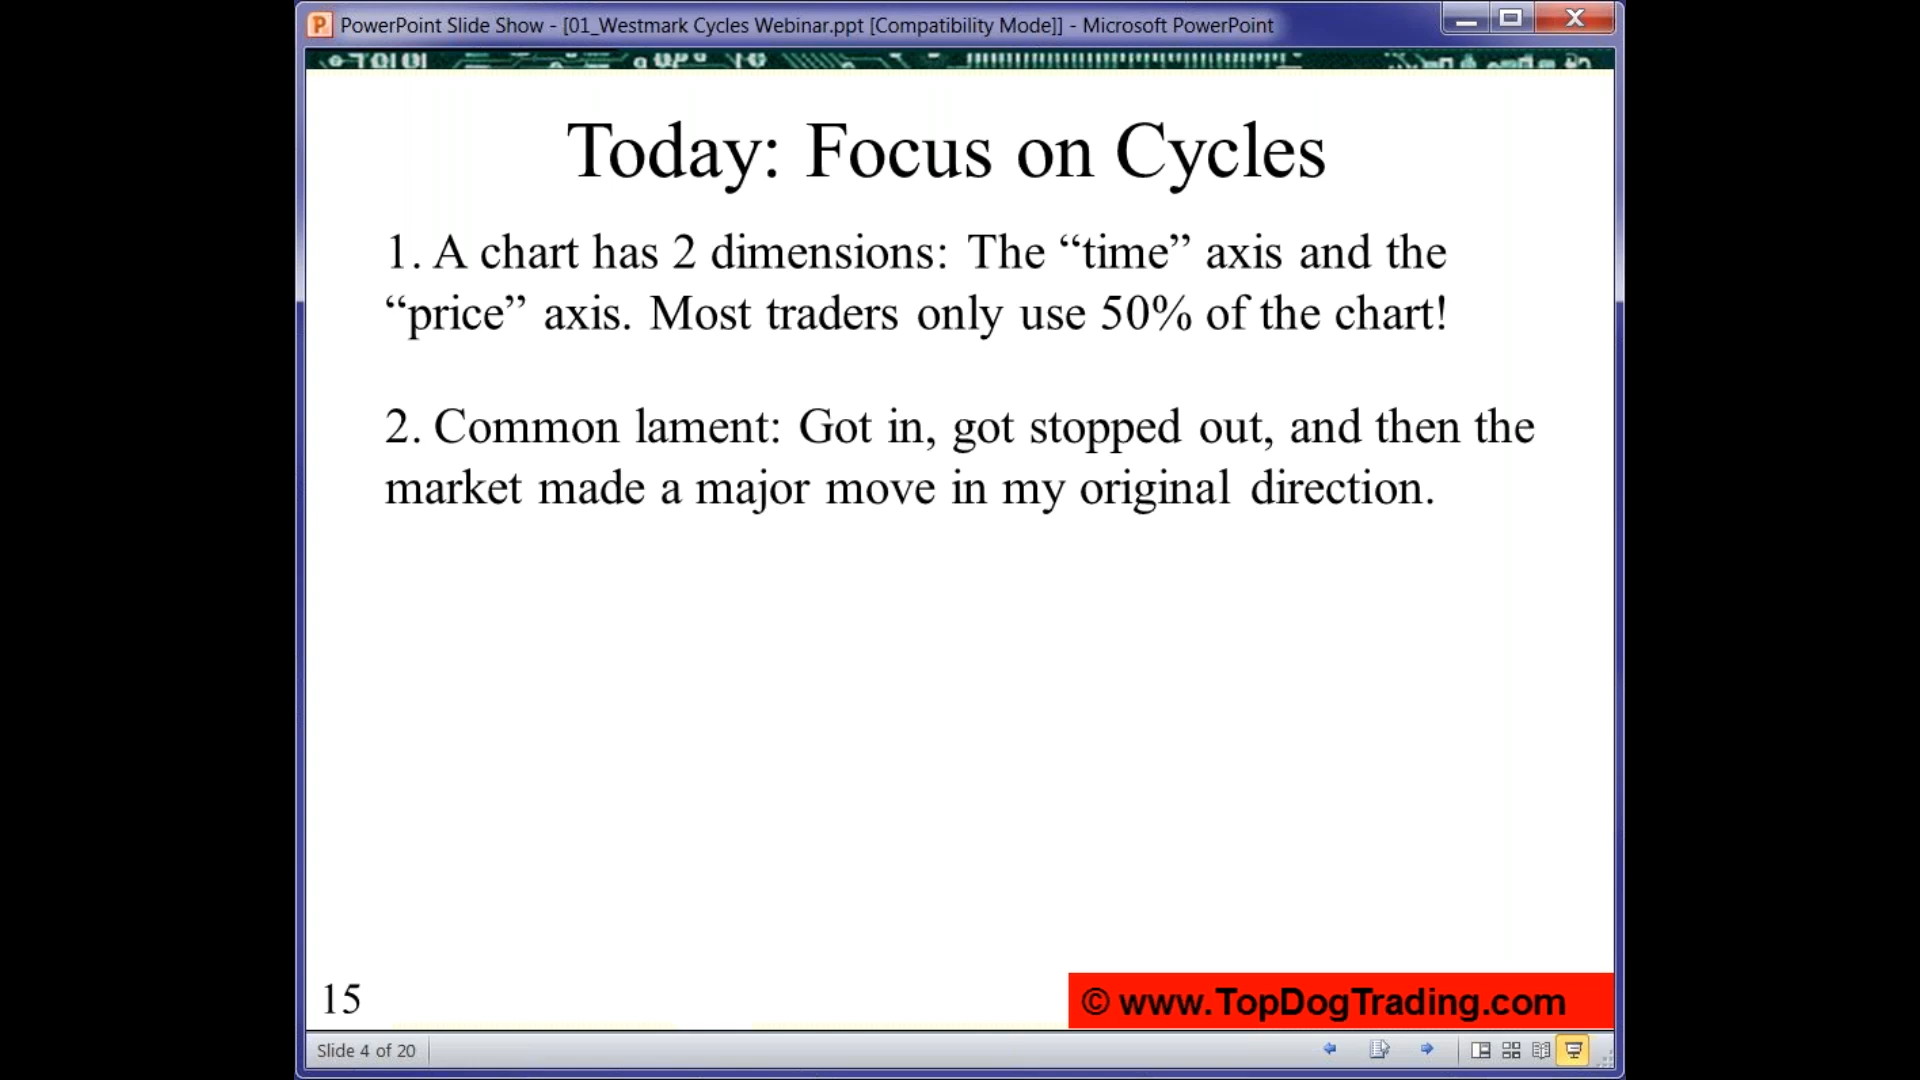 PowerPoint Slide Show - [01_Westmark Cycles Webinar.ppt [Compatibility Mode]] - Microsoft PowerPoint
Today: Focus on Cycles
1. A chart has 2 dimensions: The “time” axis and the
“price” axis. Most traders only use 50% of the chart!
2. Common lament: Got in, got stopped out, and then the
market made a major move in my original direction.
15
© www.TopDogTrading.com
Slide 4 of 20